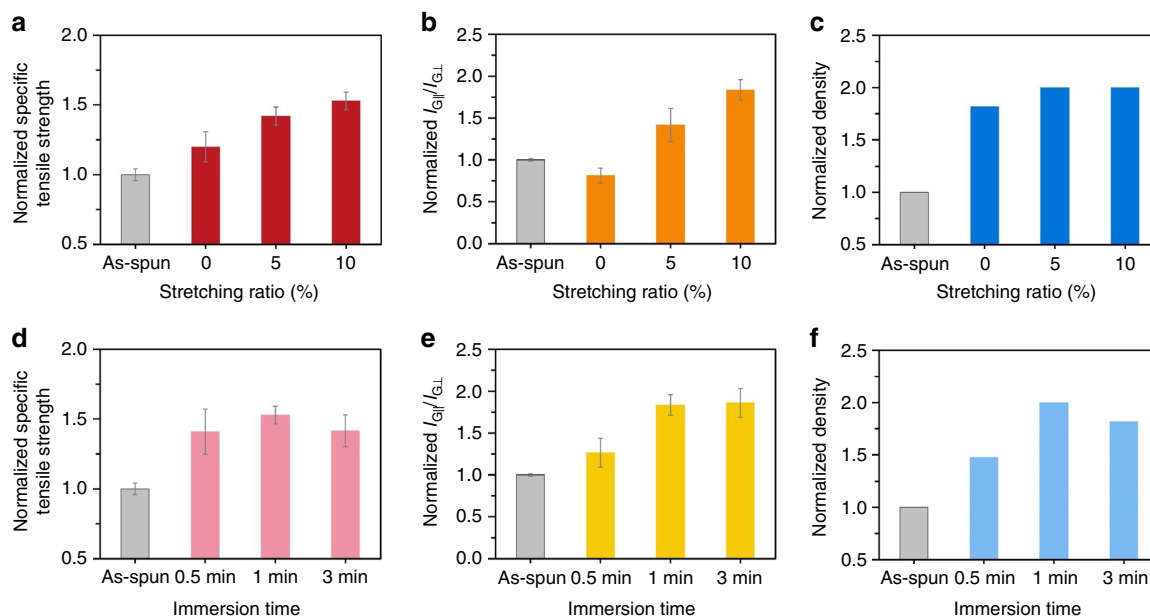 a
Normalized specific
tensile strength
2.0
1.5
1.0
0.5
As-spun 0 5 10
Stretching ratio (%)
b
Normalized I_G||/I_G⊥
2.5
2.0
1.5
1.0
0.5
0.0
As-spun 0 5 10
Stretching ratio (%)
c
Normalized density
2.5
2.0
1.5
1.0
0.5
As-spun 0 5 10
Stretching ratio (%)
d
Normalized specific
tensile strength
2.0
1.5
1.0
0.5
As-spun 0.5 min 1 min 3 min
Immersion time
e
Normalized I_G||/I_G⊥
2.5
2.0
1.5
1.0
0.5
0.0
As-spun 0.5 min 1 min 3 min
Immersion time
f
Normalized density
2.5
2.0
1.5
1.0
0.5
As-spun 0.5 min 1 min 3 min
Immersion time